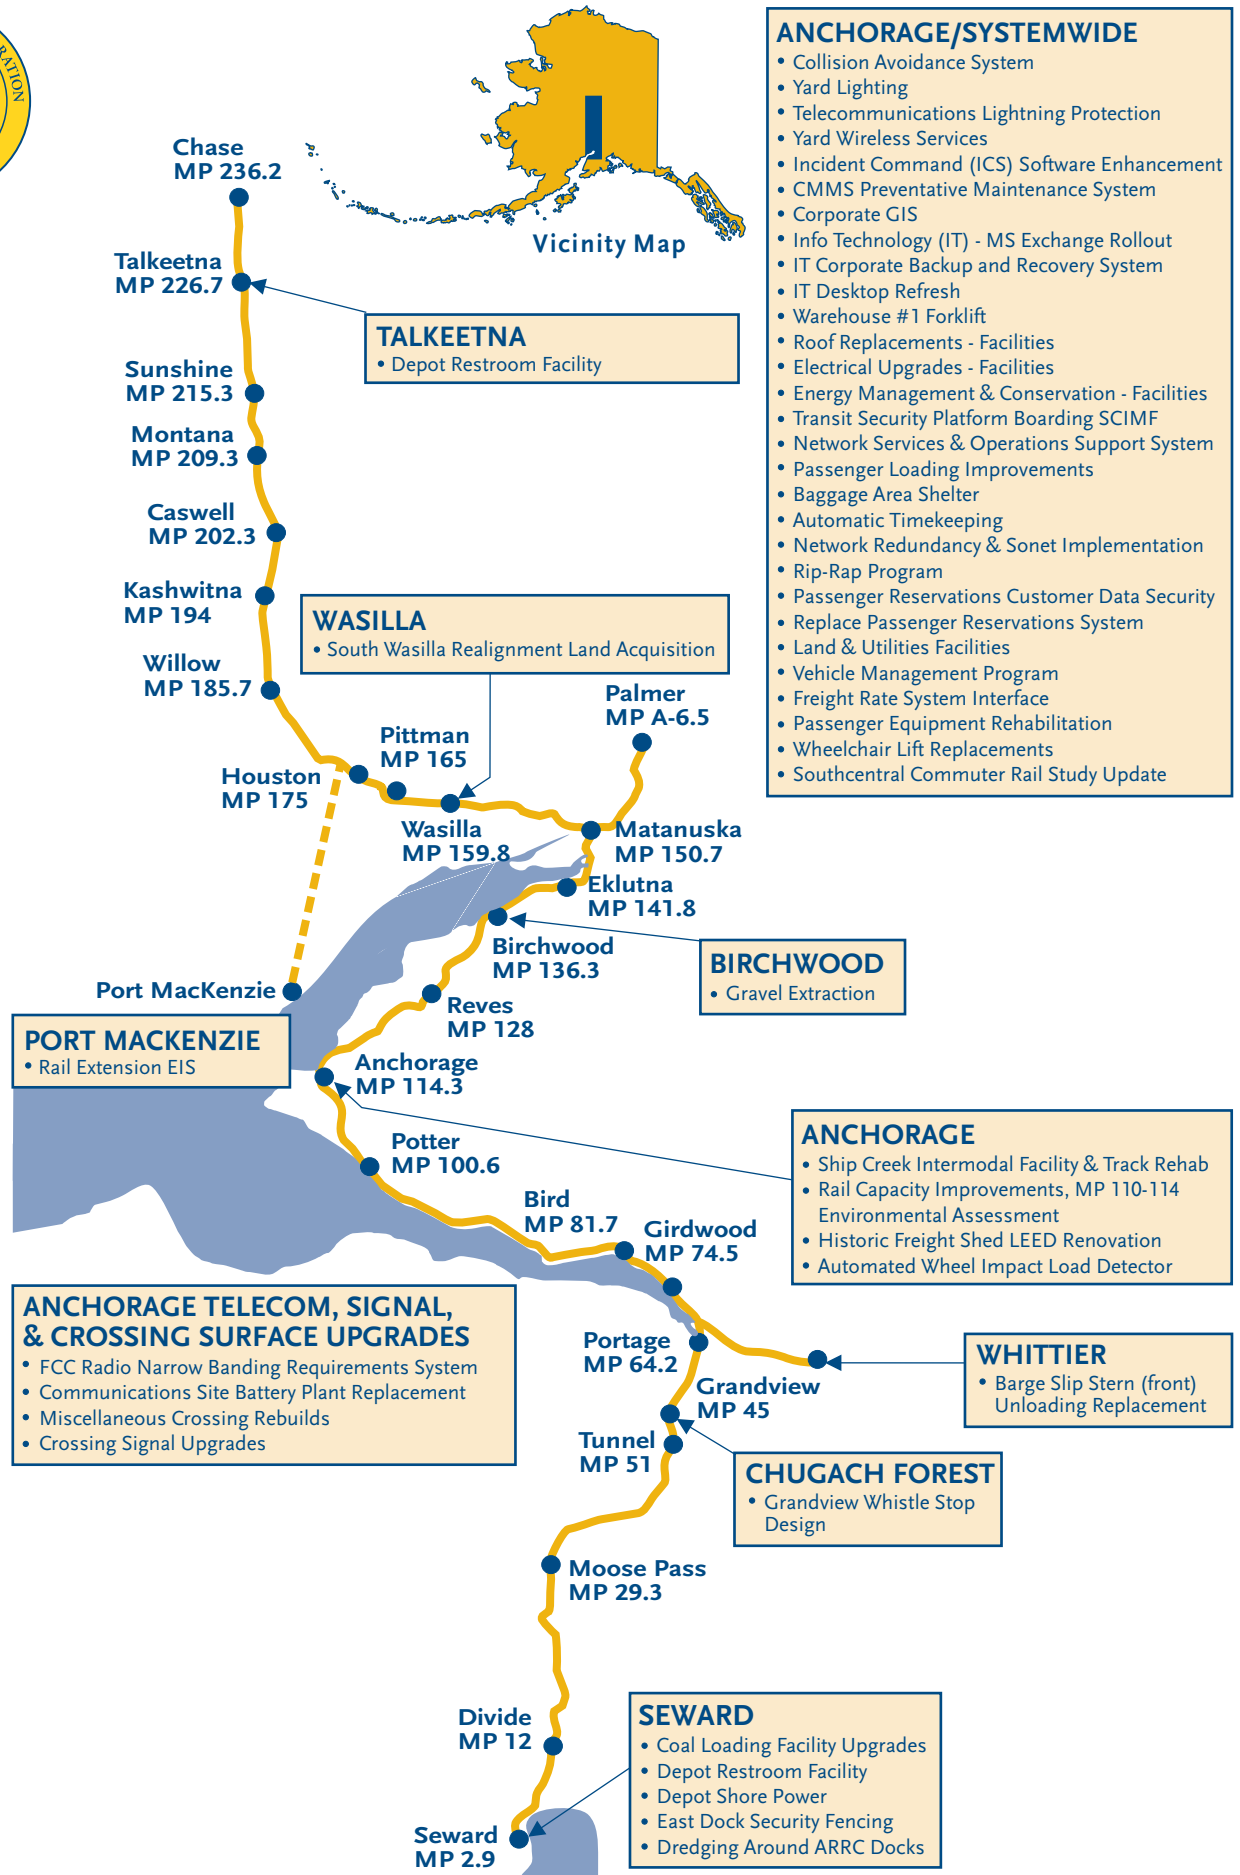 RATION
Chase
MP 236.2
Talkeetna
MP 226.7
Sunshine
MP 215.3
Montana
MP 209.3
Caswell
MP 202.3
Kashwitna
MP 194
Willow
MP 185.7
Houston
MP 175
Pittman
MP 165
Wasilla
MP 159.8
Palmer
MP A-6.5
Matanuska
MP 150.7
Eklutna
MP 141.8
Birchwood
MP 136.3
Reves
MP 128
Port MacKenzie
Anchorage
MP 114.3
Potter
MP 100.6
Bird
MP 81.7
Girdwood
MP 74.5
Portage
MP 64.2
Grandview
MP 45
Tunnel
MP 51
Moose Pass
MP 29.3
Divide
MP 12
Seward
MP 2.9
Vicinity Map
ANCHORAGE/SYSTEMWIDE
• Collision Avoidance System
• Yard Lighting
• Telecommunications Lightning Protection
• Yard Wireless Services
• Incident Command (ICS) Software Enhancement
• CMMS Preventative Maintenance System
• Corporate GIS
• Info Technology (IT) - MS Exchange Rollout
• IT Corporate Backup and Recovery System
• IT Desktop Refresh
• Warehouse #1 Forklift
• Roof Replacements - Facilities
• Electrical Upgrades - Facilities
• Energy Management & Conservation - Facilities
• Transit Security Platform Boarding SCIMF
• Network Services & Operations Support System
• Passenger Loading Improvements
• Baggage Area Shelter
• Automatic Timekeeping
• Network Redundancy & Sonet Implementation
• Rip-Rap Program
• Passenger Reservations Customer Data Security
• Replace Passenger Reservations System
• Land & Utilities Facilities
• Vehicle Management Program
• Freight Rate System Interface
• Passenger Equipment Rehabilitation
• Wheelchair Lift Replacements
• Southcentral Commuter Rail Study Update
TALKEETNA
• Depot Restroom Facility
WASILLA
• South Wasilla Realignment Land Acquisition
BIRCHWOOD
• Gravel Extraction
PORT MACKENZIE
• Rail Extension EIS
ANCHORAGE
• Ship Creek Intermodal Facility & Track Rehab
• Rail Capacity Improvements, MP 110-114
Environmental Assessment
• Historic Freight Shed LEED Renovation
• Automated Wheel Impact Load Detector
ANCHORAGE TELECOM, SIGNAL,
& CROSSING SURFACE UPGRADES
• FCC Radio Narrow Banding Requirements System
• Communications Site Battery Plant Replacement
• Miscellaneous Crossing Rebuilds
• Crossing Signal Upgrades
WHITTIER
• Barge Slip Stern (front)
Unloading Replacement
CHUGACH FOREST
• Grandview Whistle Stop
Design
SEWARD
• Coal Loading Facility Upgrades
• Depot Restroom Facility
• Depot Shore Power
• East Dock Security Fencing
• Dredging Around ARRC Docks